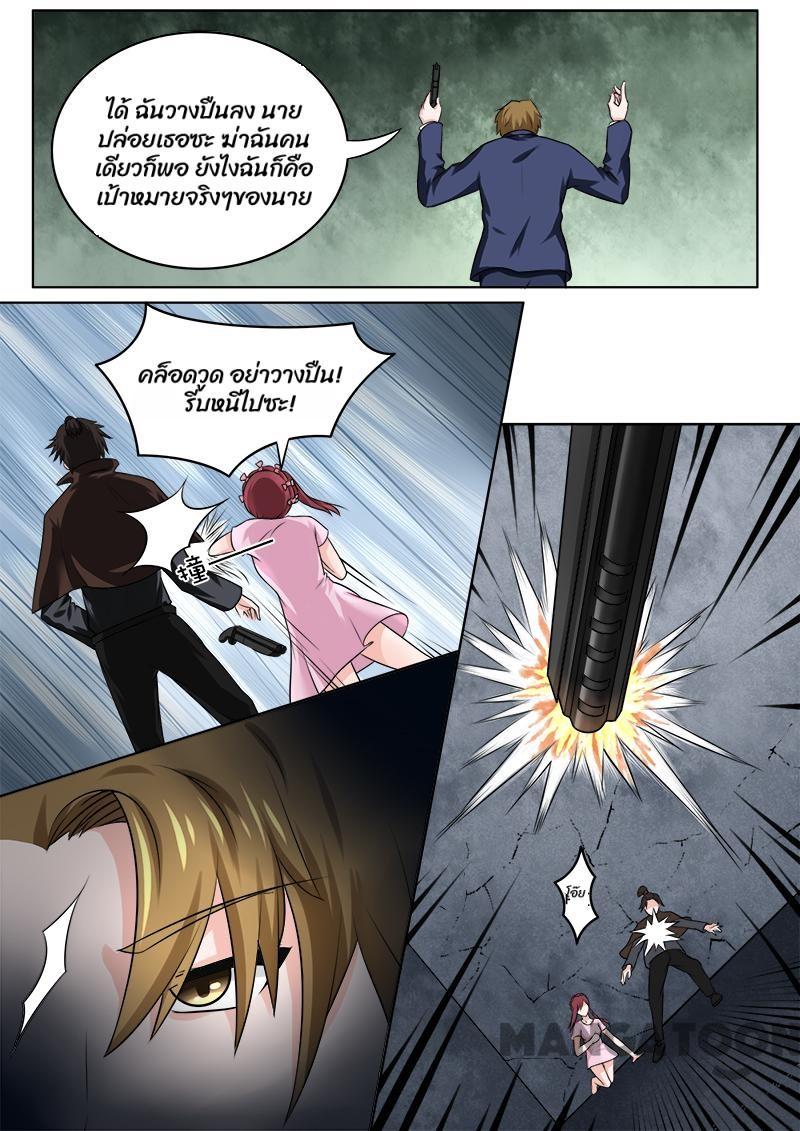 ได้ ฉันวางปืนลง นาย
ปล่อยเธอซะ ฆ่าฉันคน
เดียวก็พอ ยังไงฉันก็คือ
เป้าหมายจริงๆของนาย
คล็อดวูด อย่าวางปืน!
รีบหนีไปซะ!
撞
โอ๊ย
MANGATOON